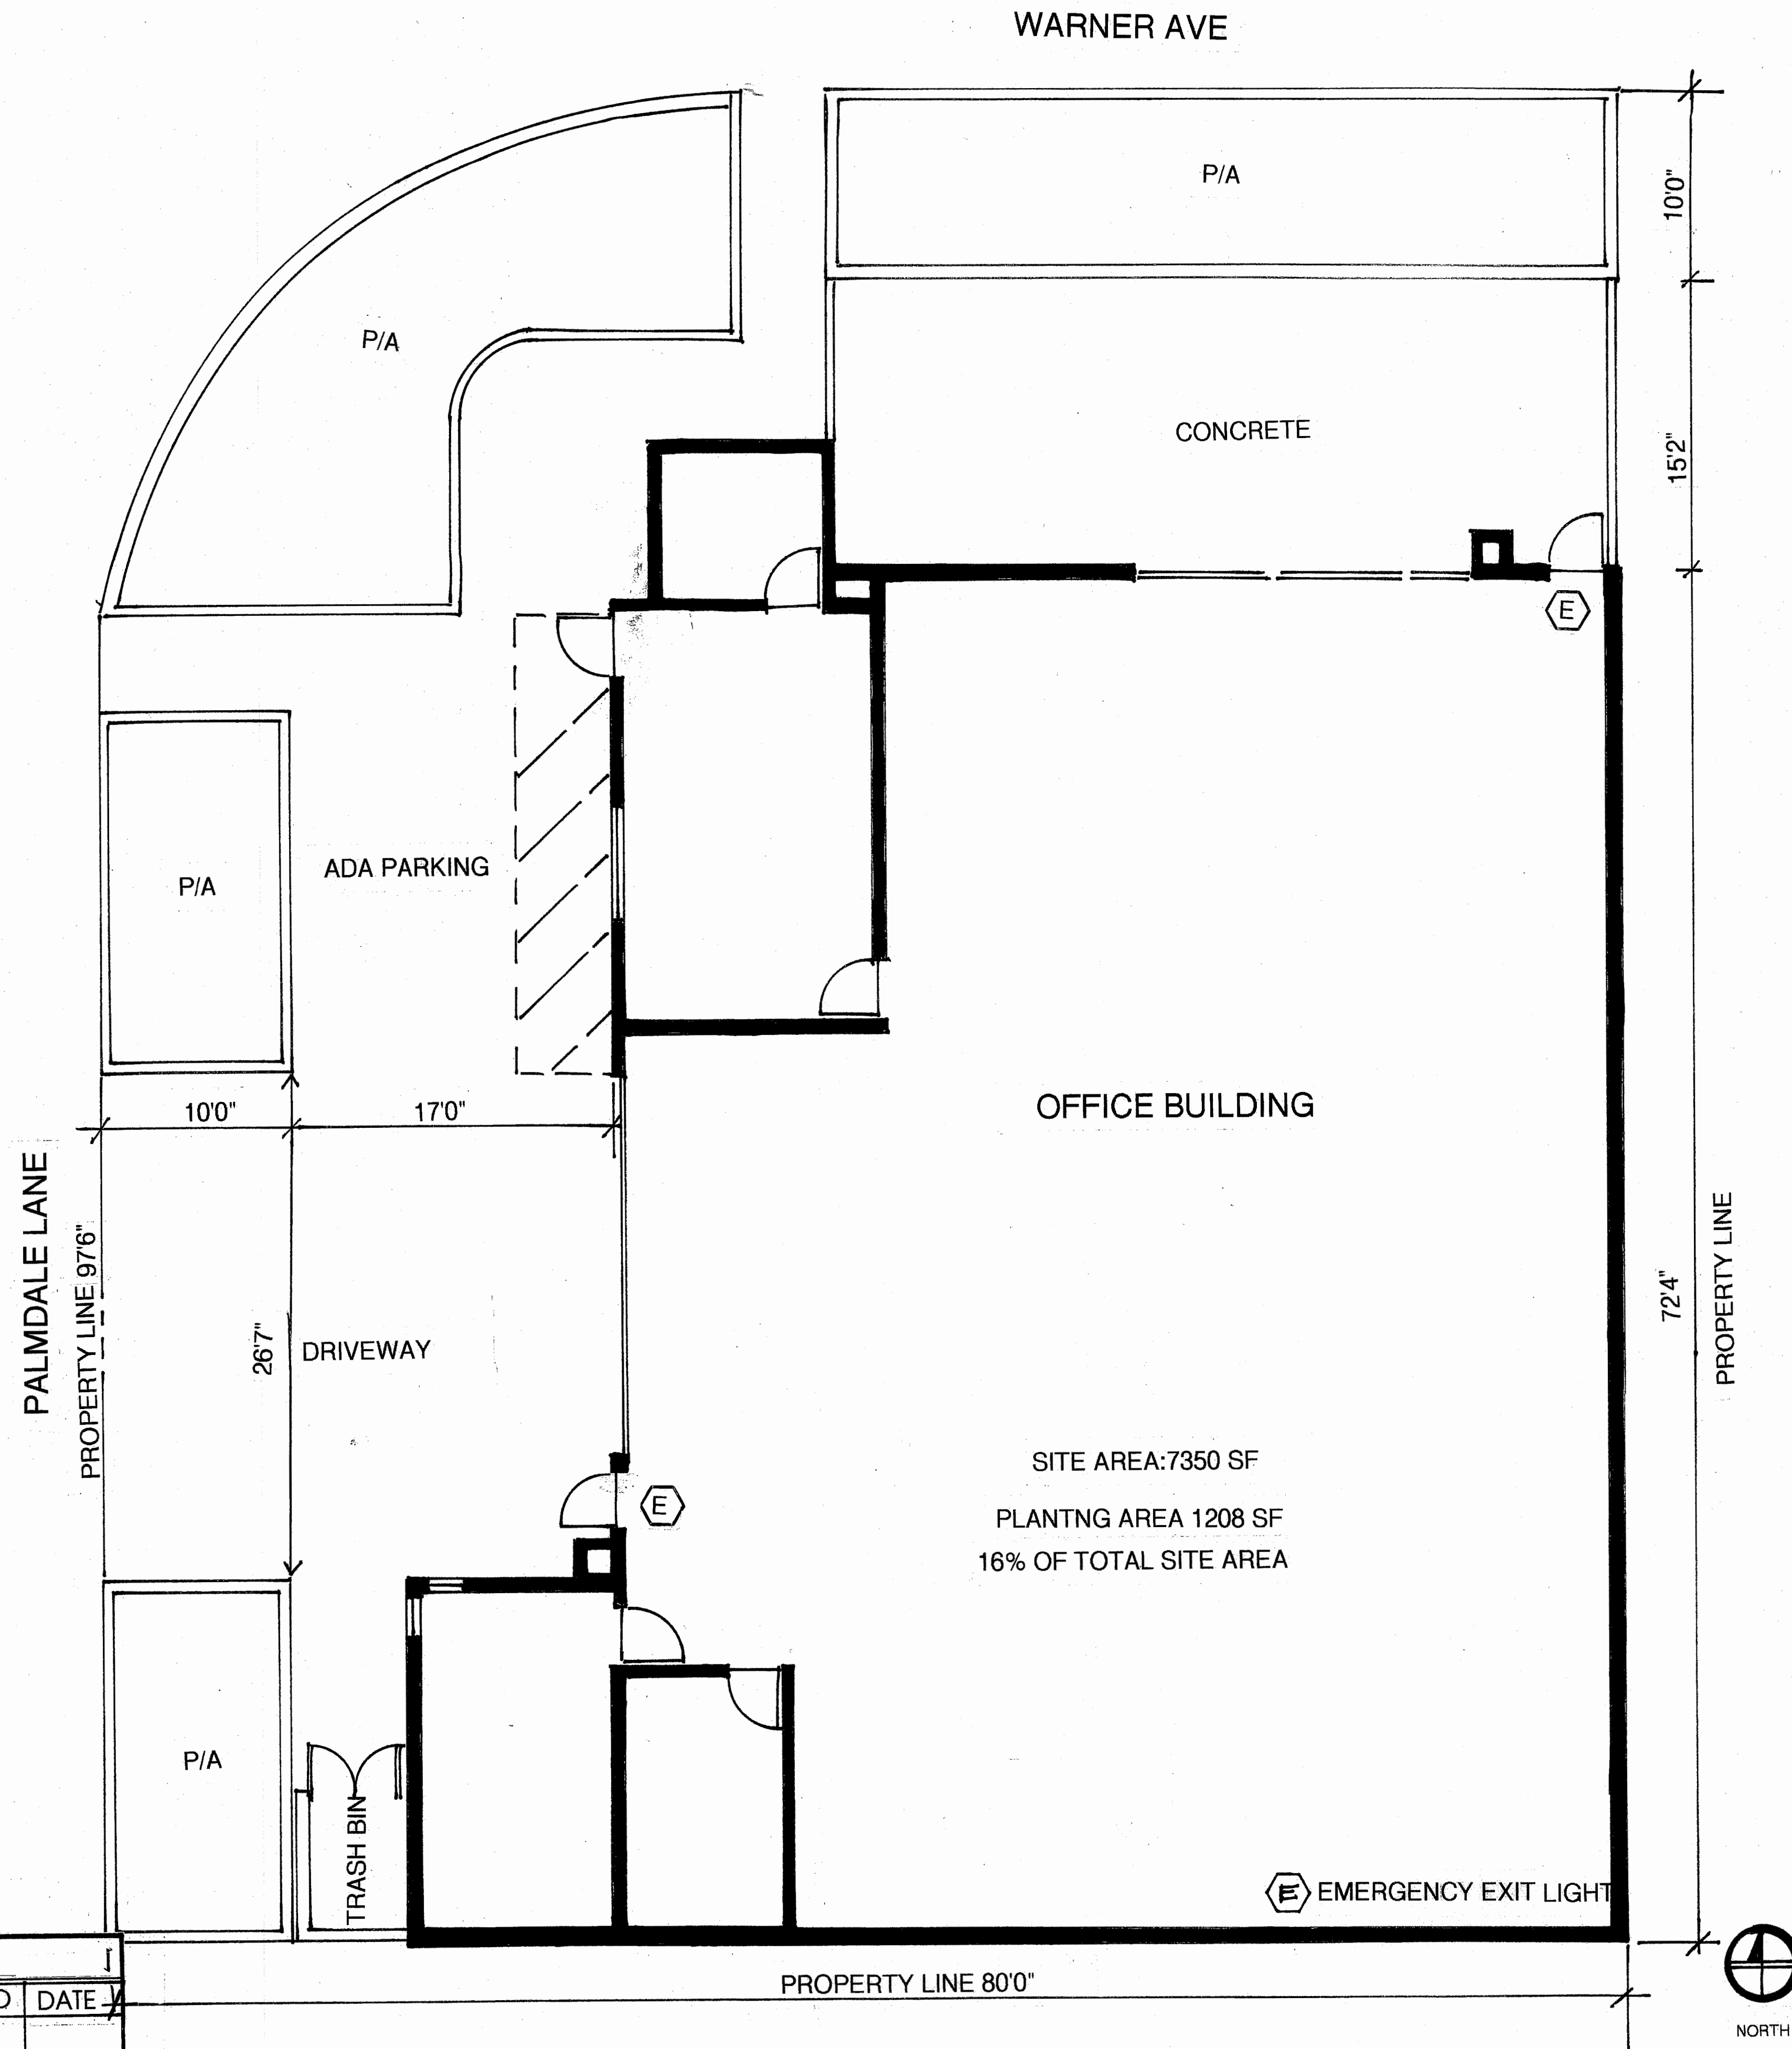 WARNER AVE
P/A
10'0"
P/A
CONCRETE
15'2"
E
P/A
ADA PARKING
OFFICE BUILDING
10'0"
17'0"
PALMDALE LANE
PROPERTY LINE 97'6"
26'7"
DRIVEWAY
72'4"
PROPERTY LINE
SITE AREA:7350 SF
E
PLANTNG AREA 1208 SF
16% OF TOTAL SITE AREA
P/A
TRASH BIN
E EMERGENCY EXIT LIGHT
PROPERTY LINE 80'0"
DATE
NORTH